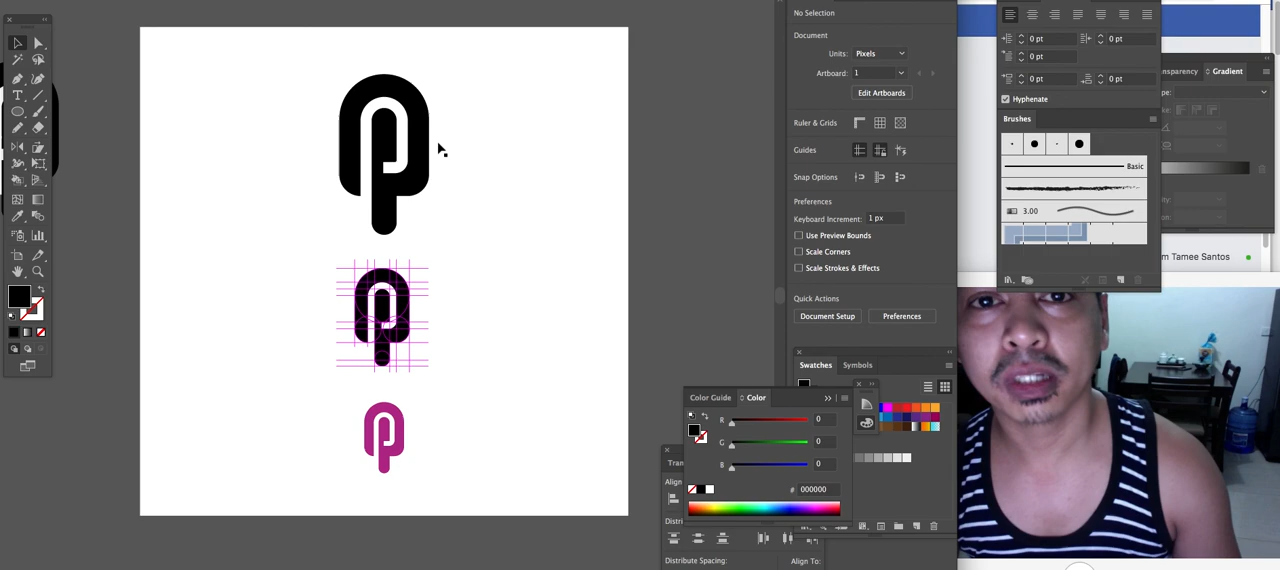 No Selection
Document
Units: Pixels
Artboard: 1
Edit Artboards
Ruler & Grids
Guides
Snap Options
Preferences
Keyboard Increment: 1 px
Use Preview Bounds
Scale Corners
Scale Strokes & Effects
Quick Actions
Document Setup Preferences
Swatches Symbols
Color Guide Color
R 0
G 0
B 0
# 000000
Align
Distri
Distribute Spacing: Align To:
0 pt 0 pt
0 pt
0 pt 0 pt
Hyphenate
Brushes
Basic
3.00
nsparency Gradient
pe:
m Tamee Santos